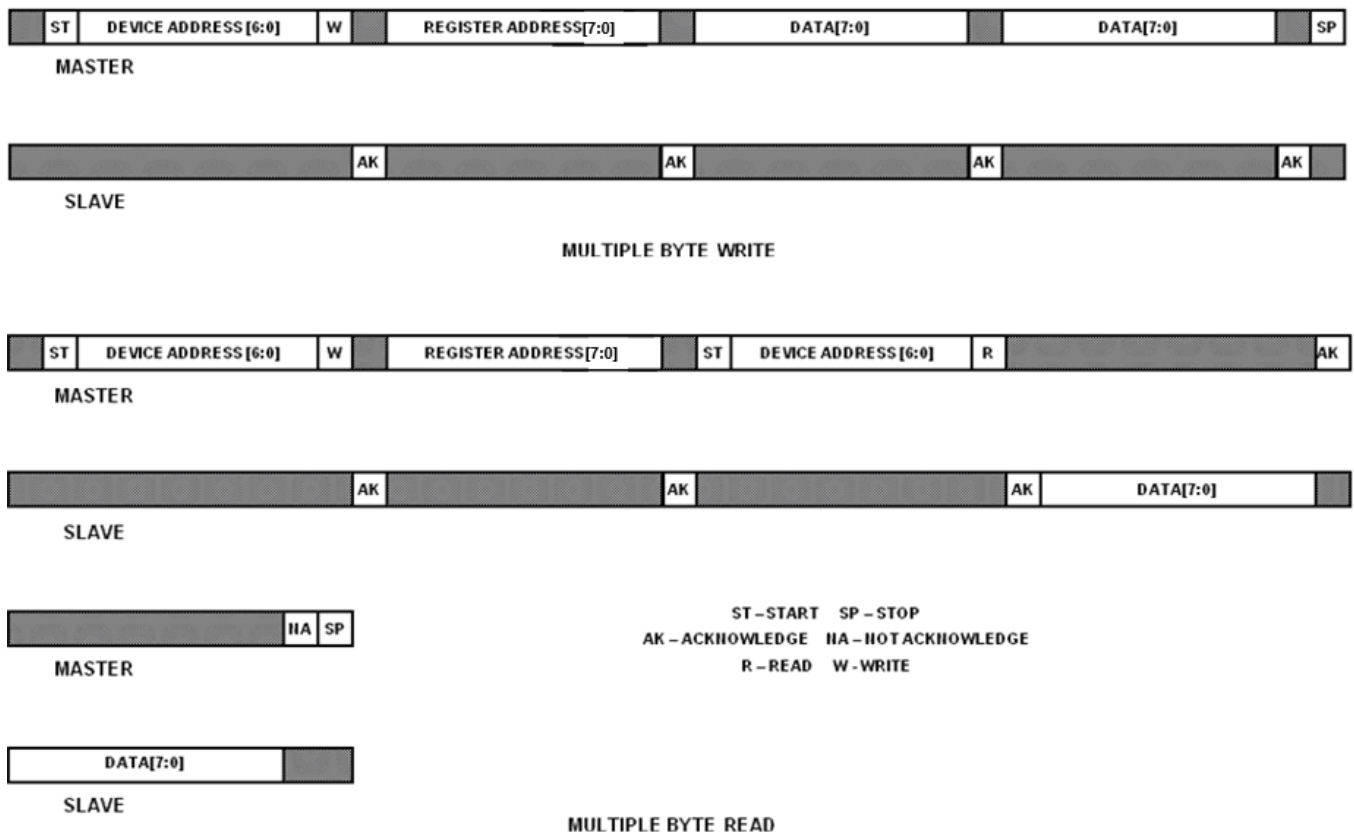 ST DEVICE ADDRESS [6:0] W REGISTER ADDRESS[7:0] DATA[7:0] DATA[7:0] SP
MASTER
AK AK AK AK
SLAVE
MULTIPLE BYTE WRITE
ST DEVICE ADDRESS [6:0] W REGISTER ADDRESS[7:0] ST DEVICE ADDRESS [6:0] R AK
MASTER
AK AK AK DATA[7:0]
SLAVE
NA SP
MASTER
ST – START SP – STOP
AK – ACKNOWLEDGE NA – NOT ACKNOWLEDGE
R – READ W - WRITE
DATA[7:0]
SLAVE
MULTIPLE BYTE READ